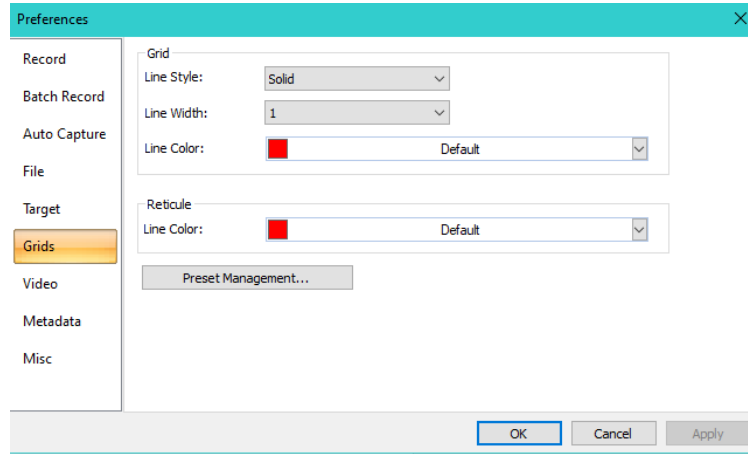 Preferences
Record
Batch Record
Auto Capture
File
Target
Grids
Video
Metadata
Misc
Grid
Line Style: Solid
Line Width: 1
Line Color: Default
Reticule
Line Color: Default
Preset Management...
OK Cancel Apply